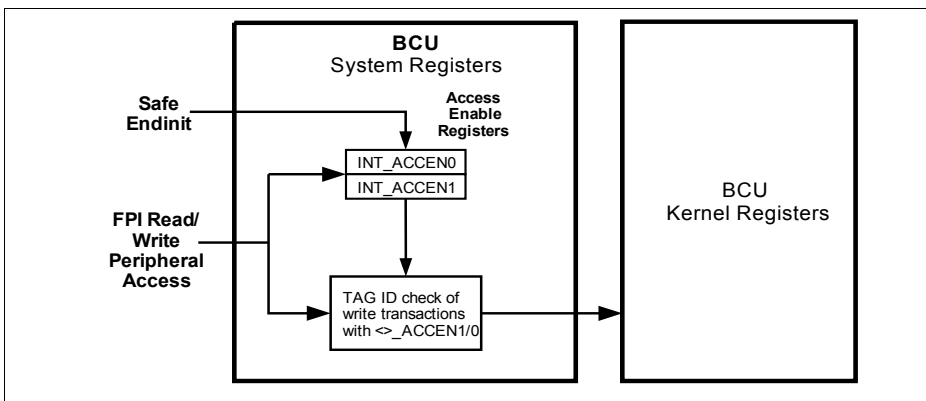 BCU
System Registers
Safe
Endinit
Access
Enable
Registers
INT_ACCEN0
INT_ACCEN1
FPI Read/
Write
Peripheral
Access
TAG ID check of
write transactions
with <>_ACCEN1/0
BCU
Kernel Registers